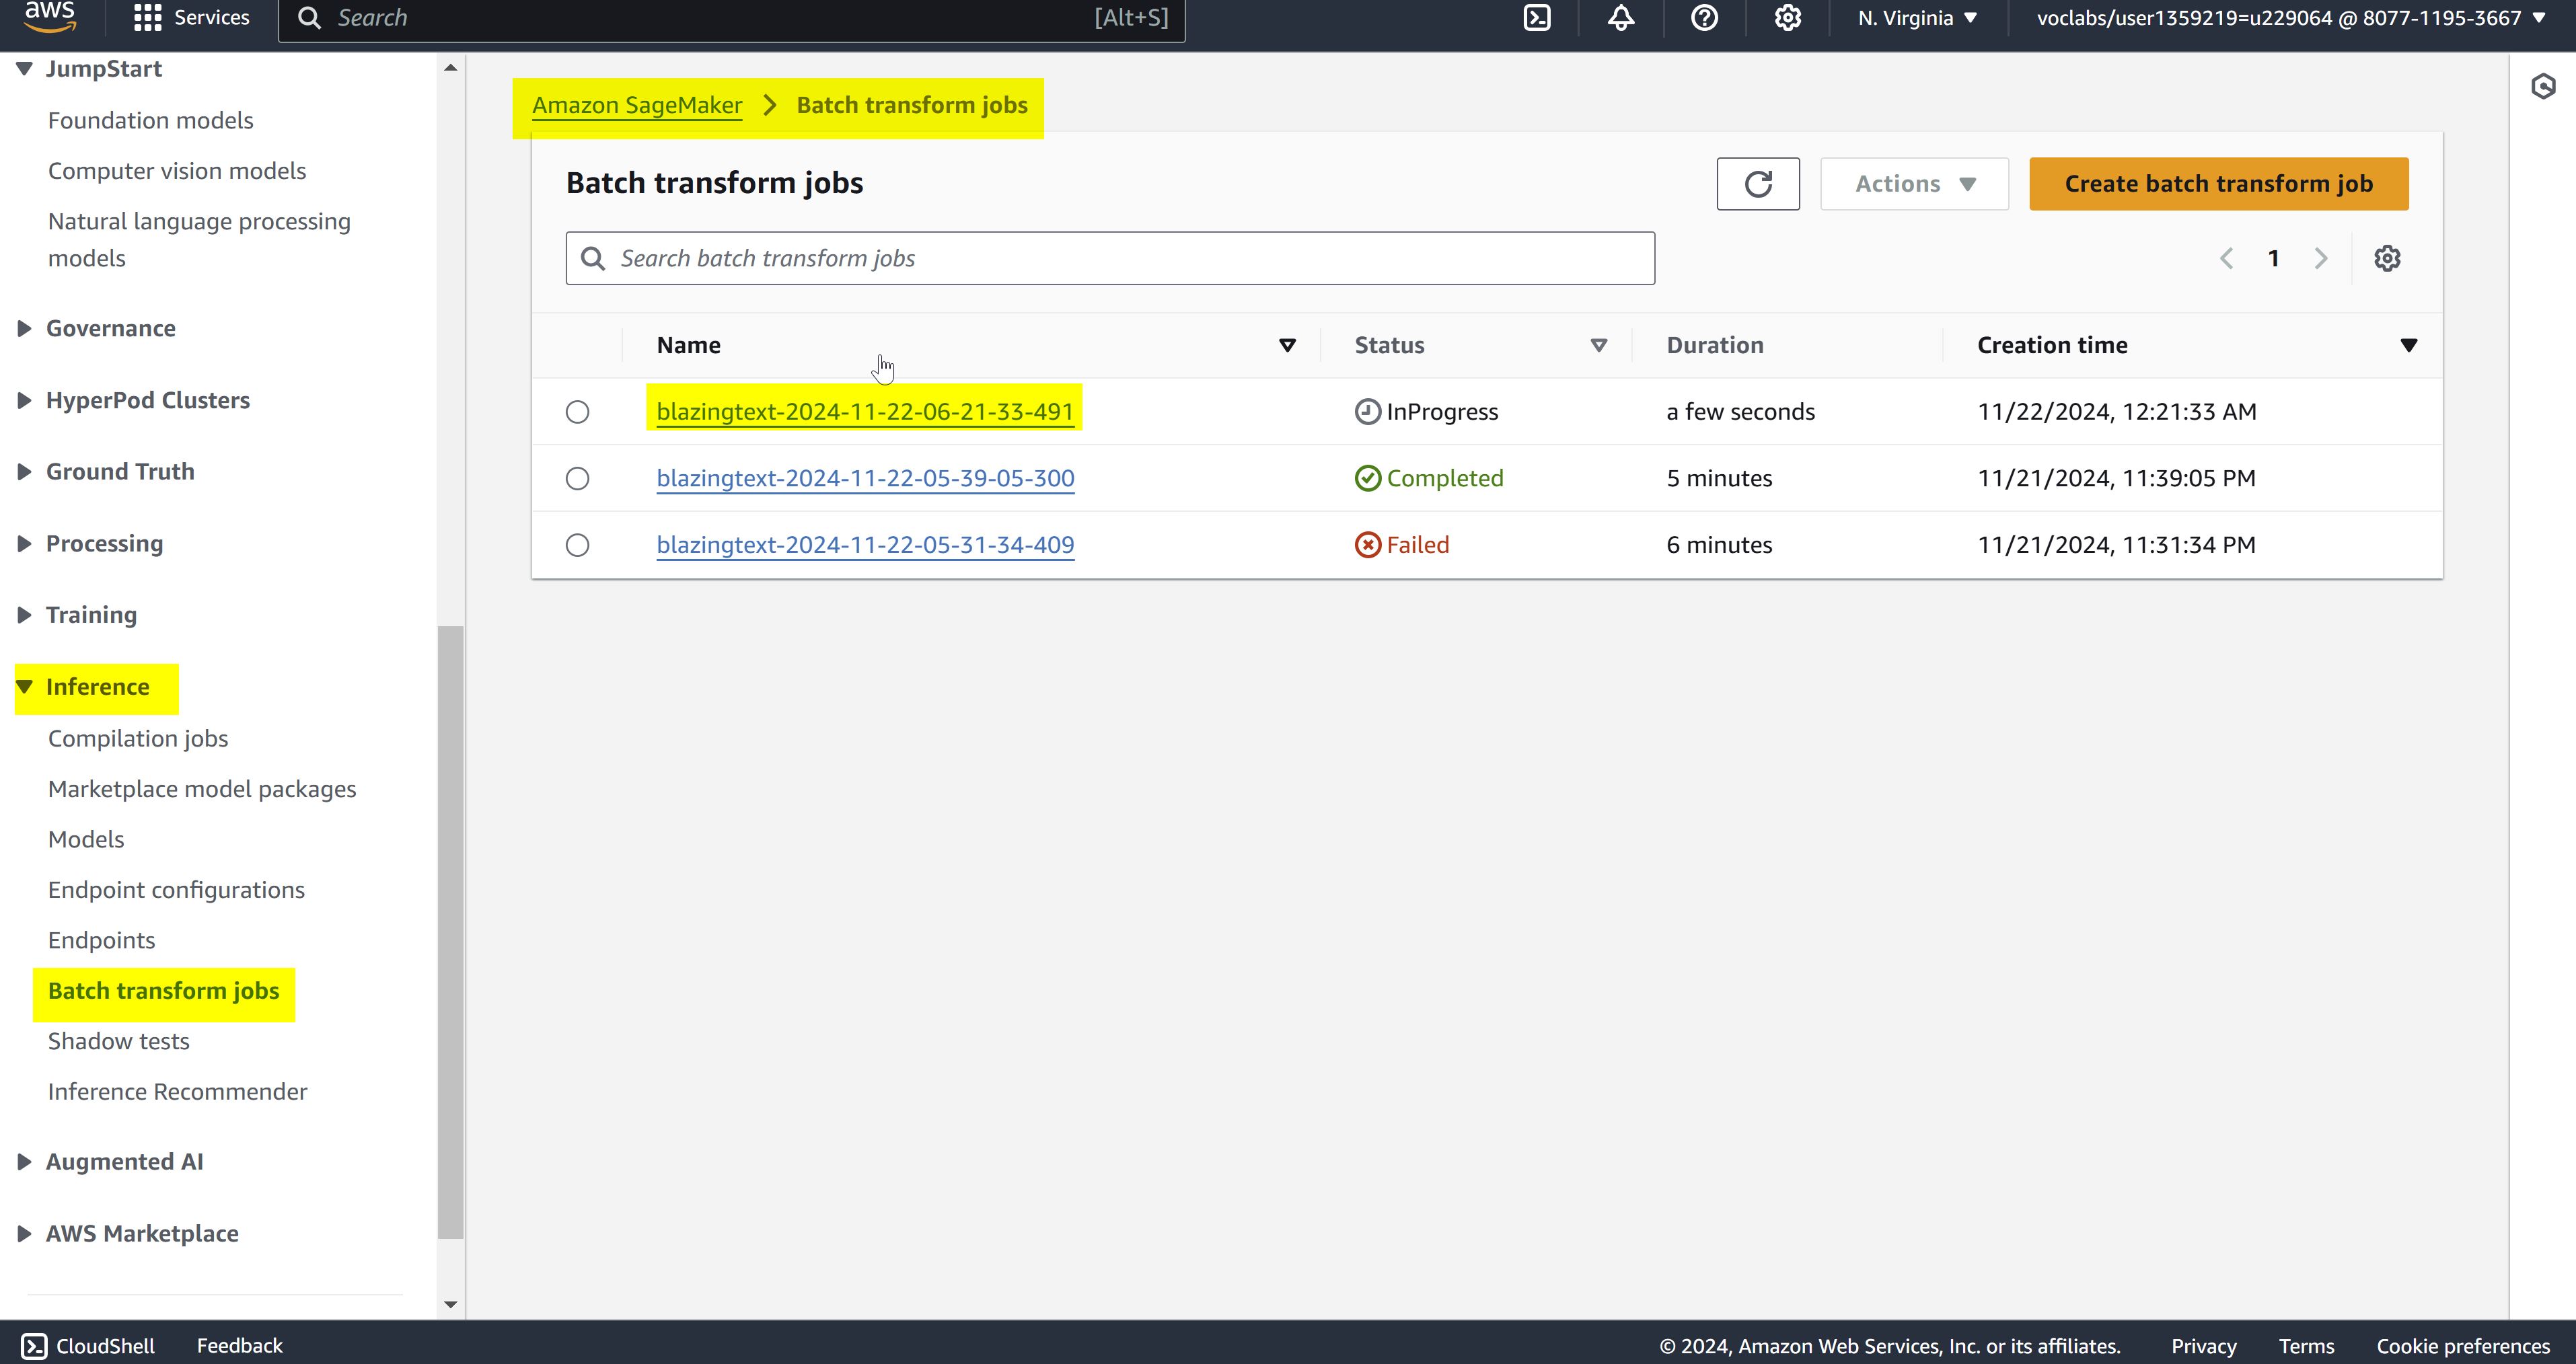 aws
Services
Search [Alt+S]
N. Virginia
voclabs/user1359219=u229064 @ 8077-1195-3667
JumpStart
Foundation models
Computer vision models
Natural language processing
models
Governance
HyperPod Clusters
Ground Truth
Processing
Training
Inference
Compilation jobs
Marketplace model packages
Models
Endpoint configurations
Endpoints
Batch transform jobs
Shadow tests
Inference Recommender
Augmented AI
AWS Marketplace
Amazon SageMaker > Batch transform jobs
Batch transform jobs
Actions
Create batch transform job
Search batch transform jobs
1
Name Status Duration Creation time
blazingtext-2024-11-22-06-21-33-491 InProgress a few seconds 11/22/2024, 12:21:33 AM
blazingtext-2024-11-22-05-39-05-300 Completed 5 minutes 11/21/2024, 11:39:05 PM
blazingtext-2024-11-22-05-31-34-409 Failed 6 minutes 11/21/2024, 11:31:34 PM
CloudShell Feedback
© 2024, Amazon Web Services, Inc. or its affiliates. Privacy Terms Cookie preferences